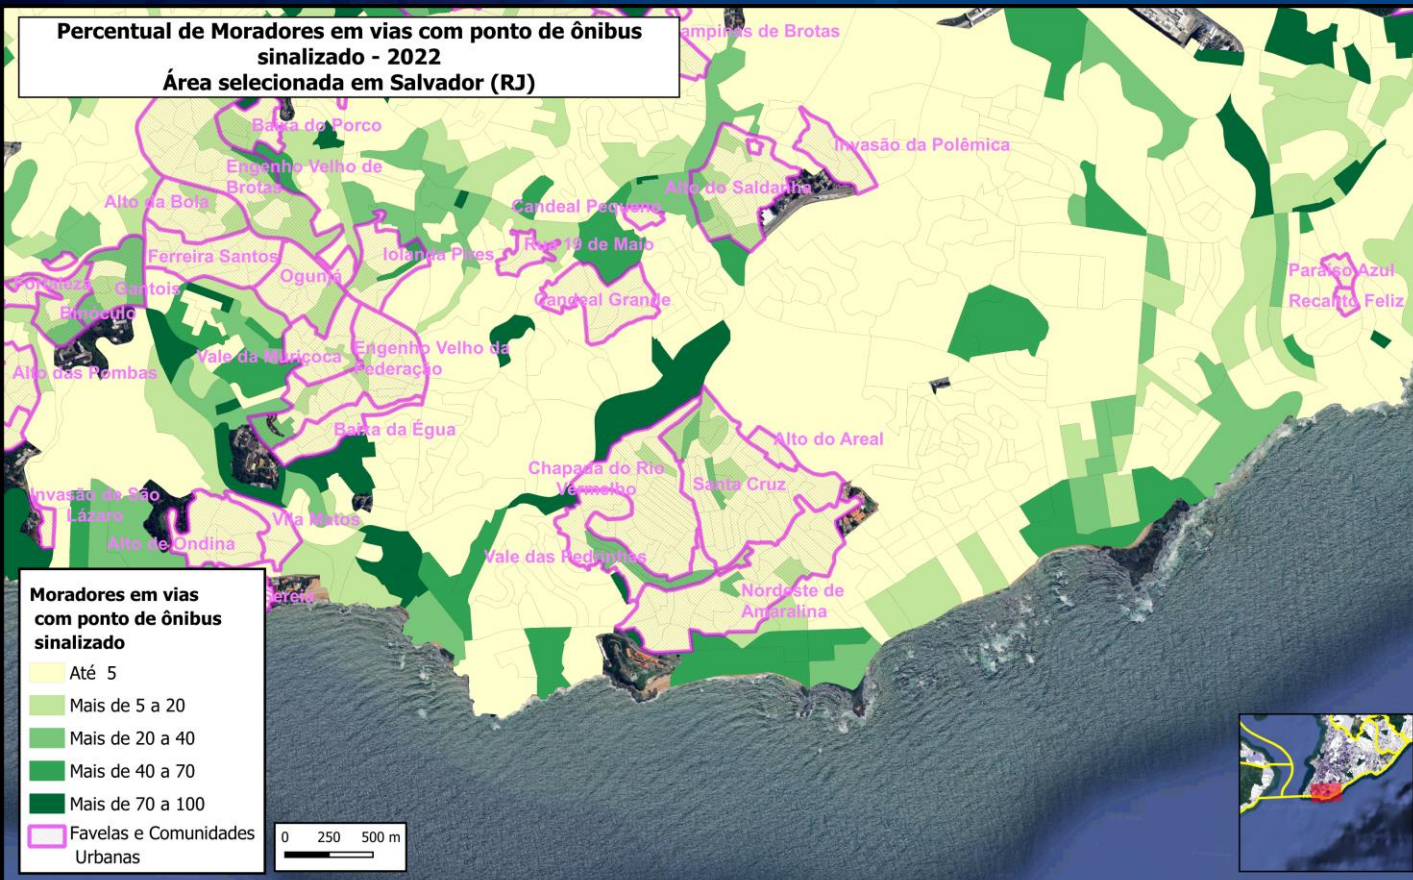 Percentual de Moradores em vias com ponto de ônibus
sinalizado - 2022
Área selecionada em Salvador (RJ)
ampinas de Brotas
Baixa do Porco
Invasão da Polêmica
Engenho Velho de
Brotas
Alto do Saldanha
Alto da Bola
Candeal Pequeno
Rua 19 de Maio
Ferreira Santos
Iolanda Pires
Ogunjá
Paraíso Azul
Fortaleza
Gantois
Candeal Grande
Recanto Feliz
Binóculo
Vale da Muriçoca
Engenho Velho da
Federação
Alto das Pombas
Baixa da Égua
Alto do Areal
Chapada do Rio
Vermelho
Santa Cruz
Invasão de São
Lázaro
Vila Matos
Alto de Ondina
Vale das Pedrinhas
Nordeste de
Amaralina
Sereia
Moradores em vias
com ponto de ônibus
sinalizado
Até 5
Mais de 5 a 20
Mais de 20 a 40
Mais de 40 a 70
Mais de 70 a 100
Favelas e Comunidades
Urbanas
0 250 500 m